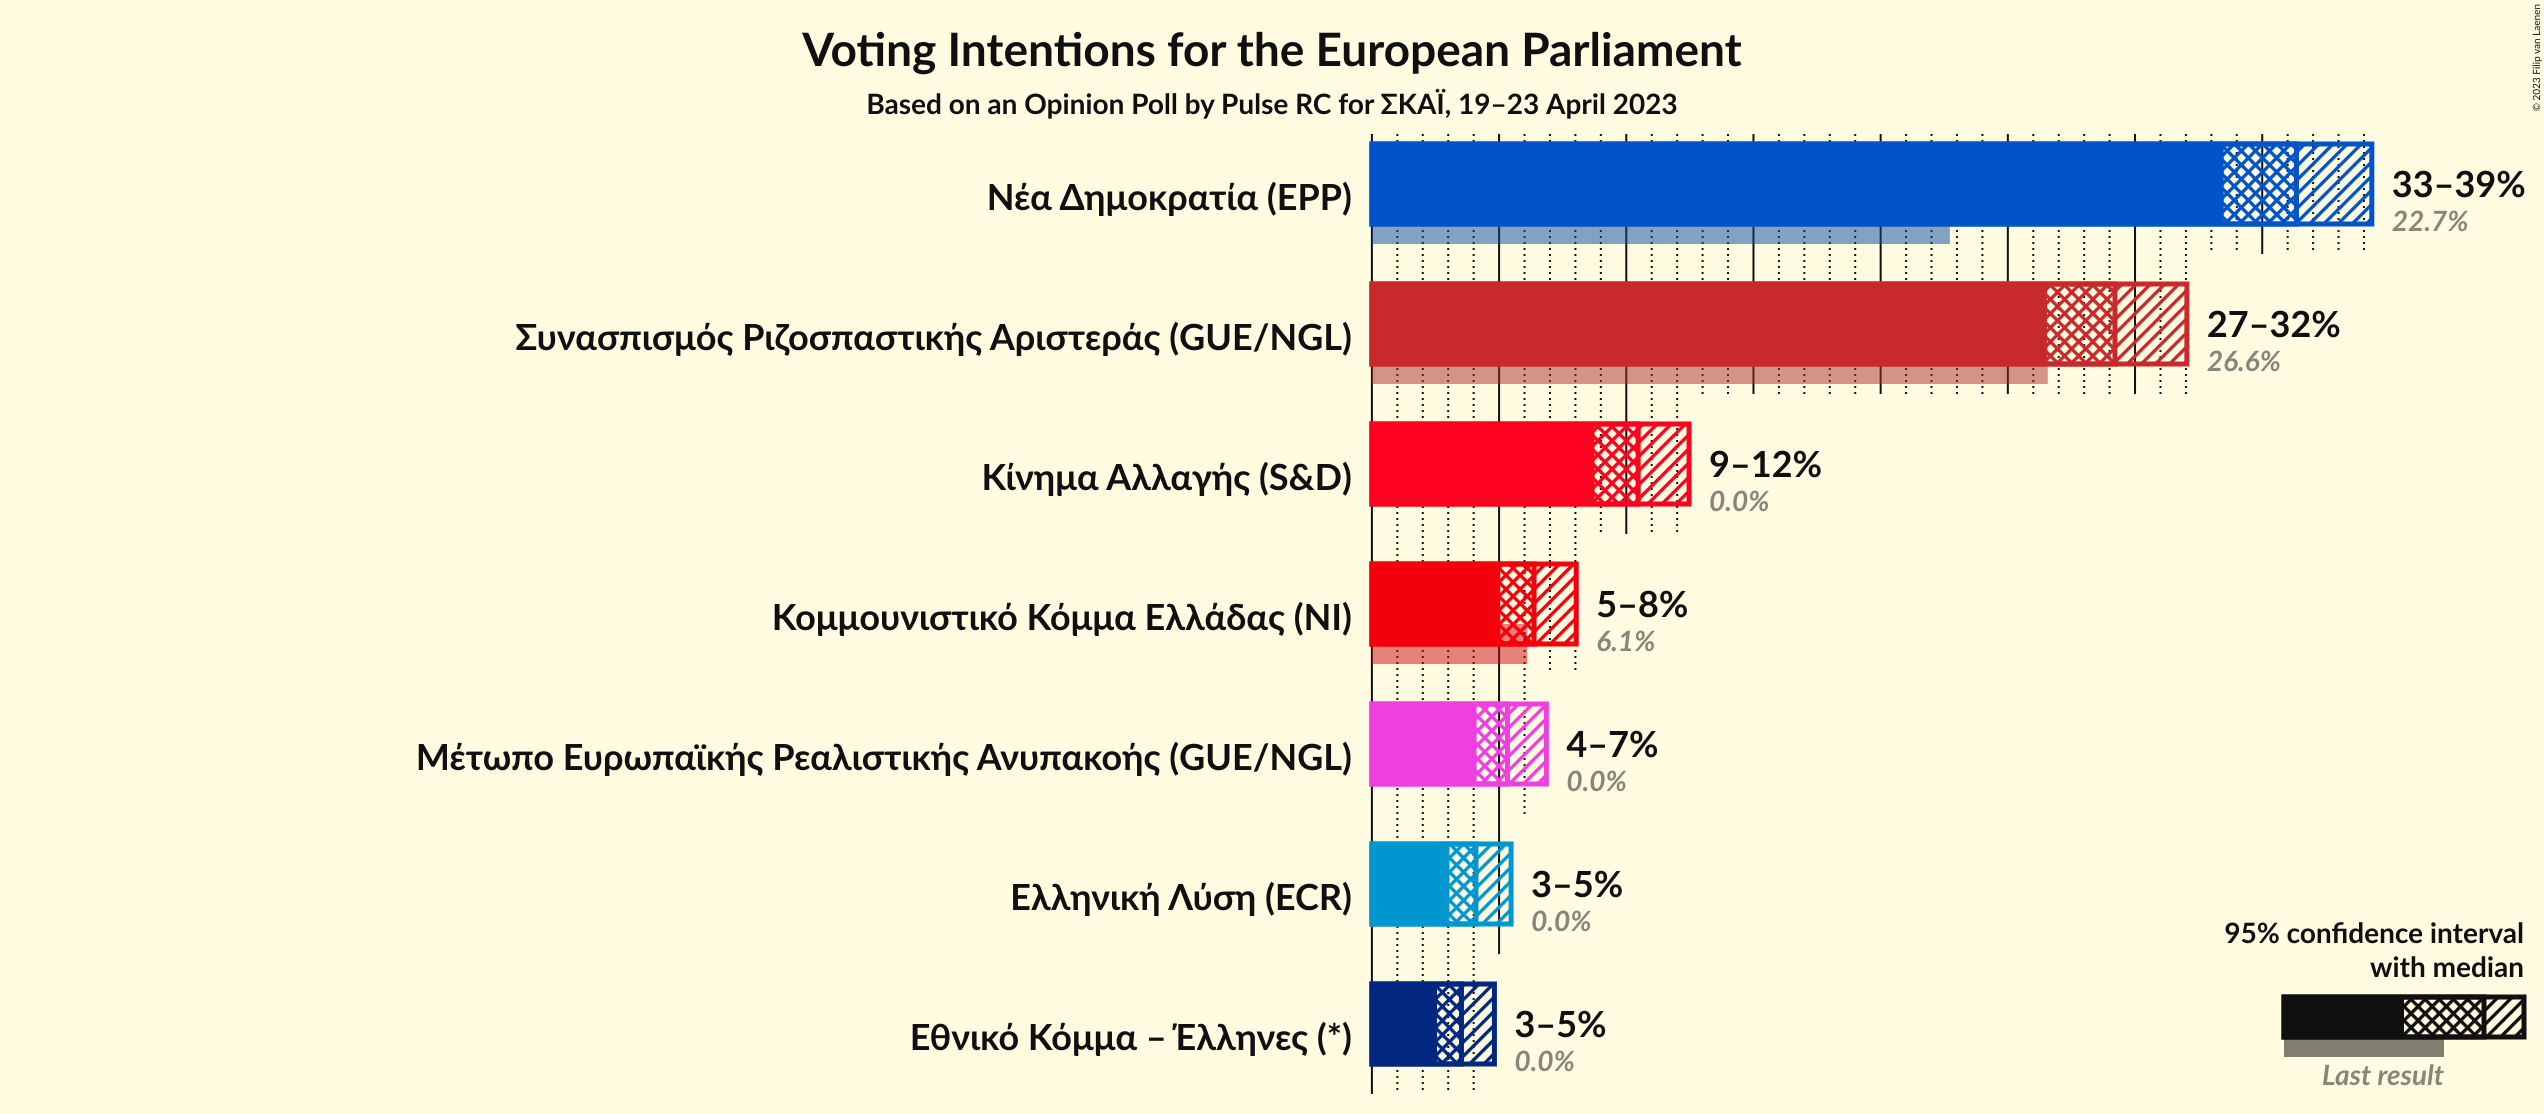 Voting Intentions for the European Parliament
Based on an Opinion Poll by Pulse RC for ΣΚΑΪ, 19–23 April 2023
© 2023 Filip van Laenen
Νέα Δημοκρατία (EPP)
33–39%
22.7%
Συνασπισμός Ριζοσπαστικής Αριστεράς (GUE/NGL)
27–32%
26.6%
Κίνημα Αλλαγής (S&D)
9–12%
0.0%
Κομμουνιστικό Κόμμα Ελλάδας (NI)
5–8%
6.1%
Μέτωπο Ευρωπαϊκής Ρεαλιστικής Ανυπακοής (GUE/NGL)
4–7%
0.0%
Ελληνική Λύση (ECR)
3–5%
0.0%
Εθνικό Κόμμα – Έλληνες (*)
3–5%
0.0%
95% confidence interval
with median
Last result